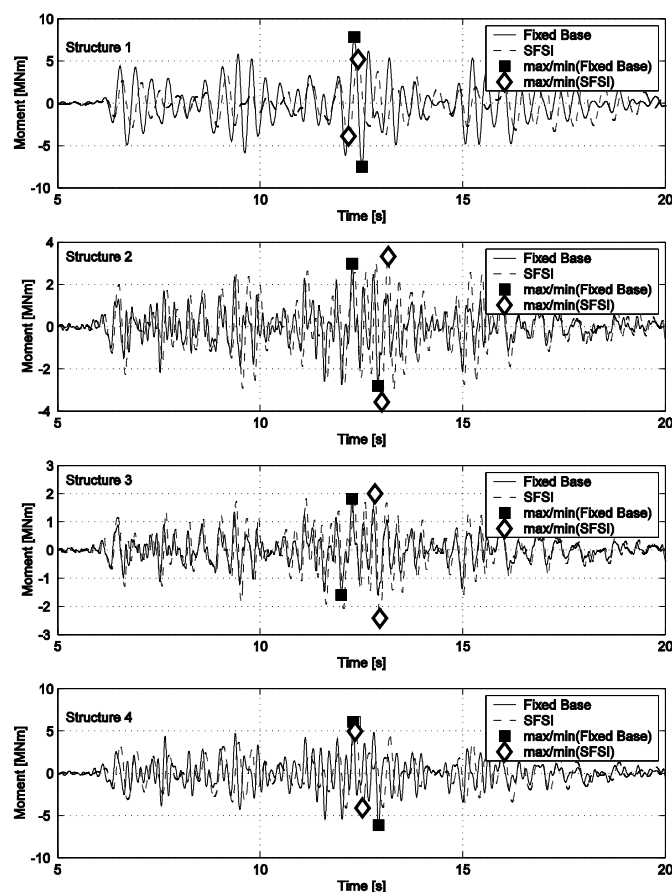 10
5
0
-5
-10
Moment [MNm]
Structure 1
Fixed Base
SFSI
max/min(Fixed Base)
max/min(SFSI)
5 10 15 20
Time [s]
4
2
0
-2
-4
Moment [MNm]
Structure 2
Fixed Base
SFSI
max/min(Fixed Base)
max/min(SFSI)
5 10 15 20
Time [s]
3
2
1
0
-1
-2
-3
Moment [MNm]
Structure 3
Fixed Base
SFSI
max/min(Fixed Base)
max/min(SFSI)
5 10 15 20
Time [s]
10
5
0
-5
-10
Moment [MNm]
Structure 4
Fixed Base
SFSI
max/min(Fixed Base)
max/min(SFSI)
5 10 15 20
Time [s]